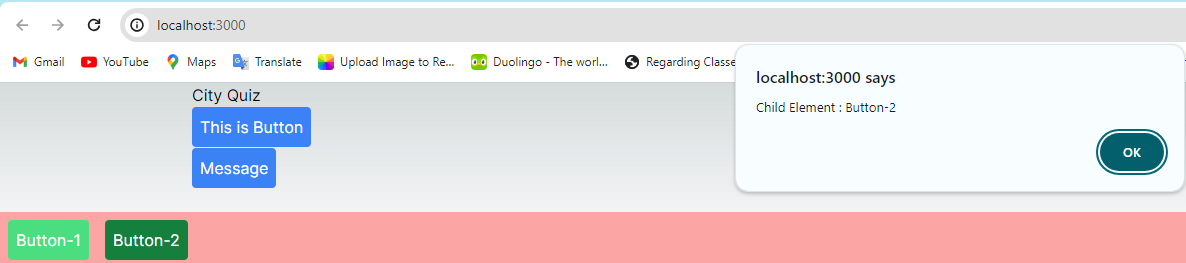 localhost:3000
Gmail YouTube Maps Translate Upload Image to Re... Duolingo - The worl... Regarding Classe
localhost:3000 says
Child Element : Button-2
OK
City Quiz
This is Button
Message
Button-1 Button-2